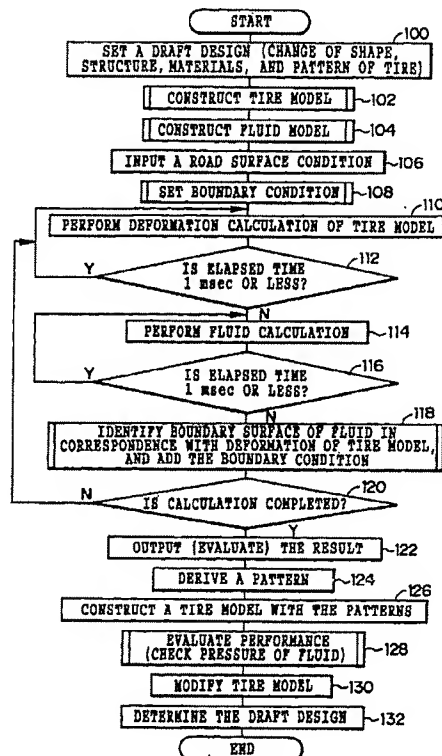 START
SET A DRAFT DESIGN (CHANGE OF SHAPE,
STRUCTURE, MATERIALS, AND PATTERN OF TIRE)
100
CONSTRUCT TIRE MODEL
102
CONSTRUCT FLUID MODEL
104
INPUT A ROAD SURFACE CONDITION
106
SET BOUNDARY CONDITION
108
110
PERFORM DEFORMATION CALCULATION OF TIRE MODEL
112
Y
IS ELAPSED TIME
1 msec OR LESS?
N
PERFORM FLUID CALCULATION
114
116
Y
IS ELAPSED TIME
1 msec OR LESS?
N
118
IDENTIFY BOUNDARY SURFACE OF FLUID IN
CORRESPONDENCE WITH DEFORMATION OF TIRE MODEL,
AND ADD THE BOUNDARY CONDITION
120
N
IS CALCULATION COMPLETED?
Y
OUTPUT (EVALUATE) THE RESULT
122
DERIVE A PATTERN
124
126
CONSTRUCT A TIRE MODEL WITH THE PATTERNS
EVALUATE PERFORMANCE
(CHECK PRESSURE OF FLUID)
128
MODIFY TIRE MODEL
130
DETERMINE THE DRAFT DESIGN
132
END